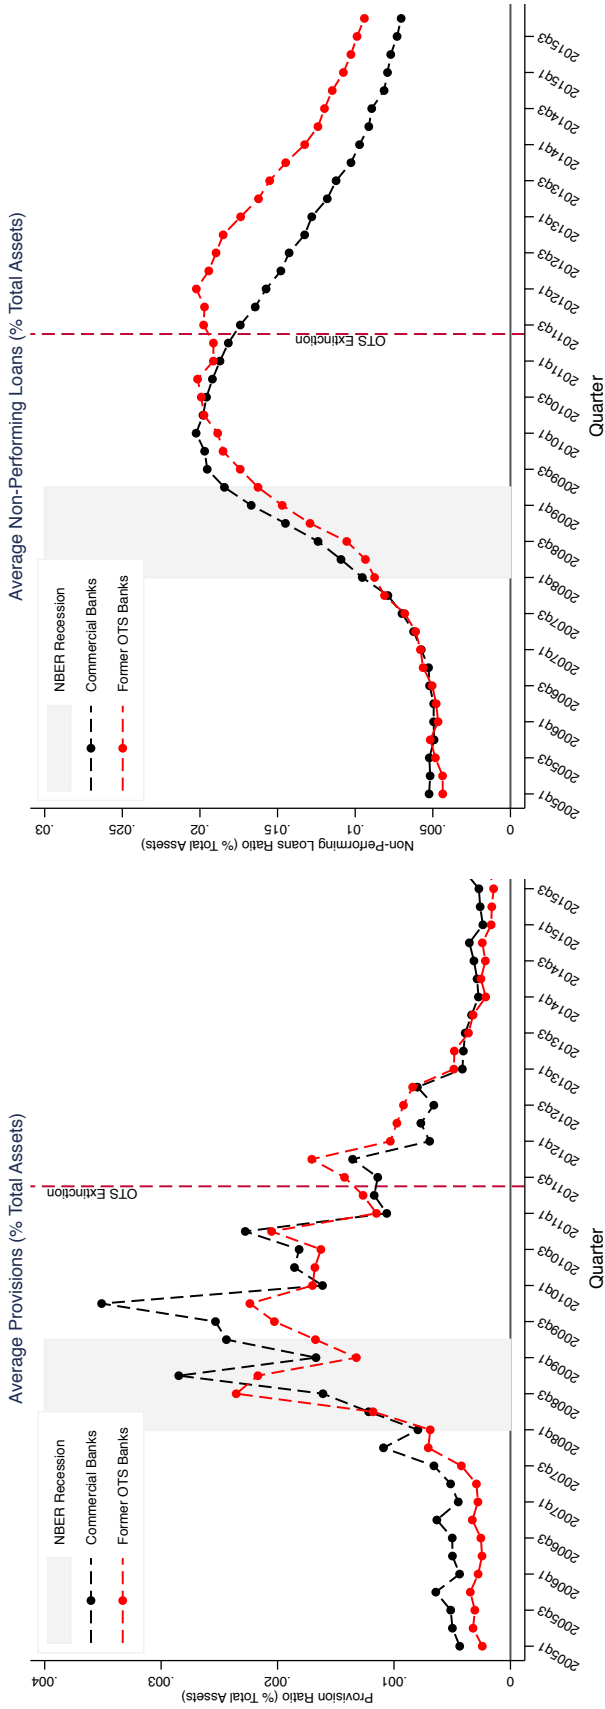 Average Provisions (% Total Assets)
NBER Recession
Commercial Banks
Former OTS Banks
Provision Ratio (% Total Assets)
.004
.003
.002
.001
0
OTS Extinction
2005q1
2005q3
2006q1
2006q3
2007q1
2007q3
2008q1
2008q3
2009q1
2009q3
2010q1
2010q3
2011q1
2011q3
2012q1
2012q3
2013q1
2013q3
2014q1
2014q3
2015q1
2015q3
Quarter
Average Non-Performing Loans (% Total Assets)
NBER Recession
Commercial Banks
Former OTS Banks
Non-Performing Loans Ratio (% Total Assets)
.03
.025
.02
.015
.01
.005
0
OTS Extinction
2005q1
2005q3
2006q1
2006q3
2007q1
2007q3
2008q1
2008q3
2009q1
2009q3
2010q1
2010q3
2011q1
2011q3
2012q1
2012q3
2013q1
2013q3
2014q1
2014q3
2015q1
2015q3
Quarter